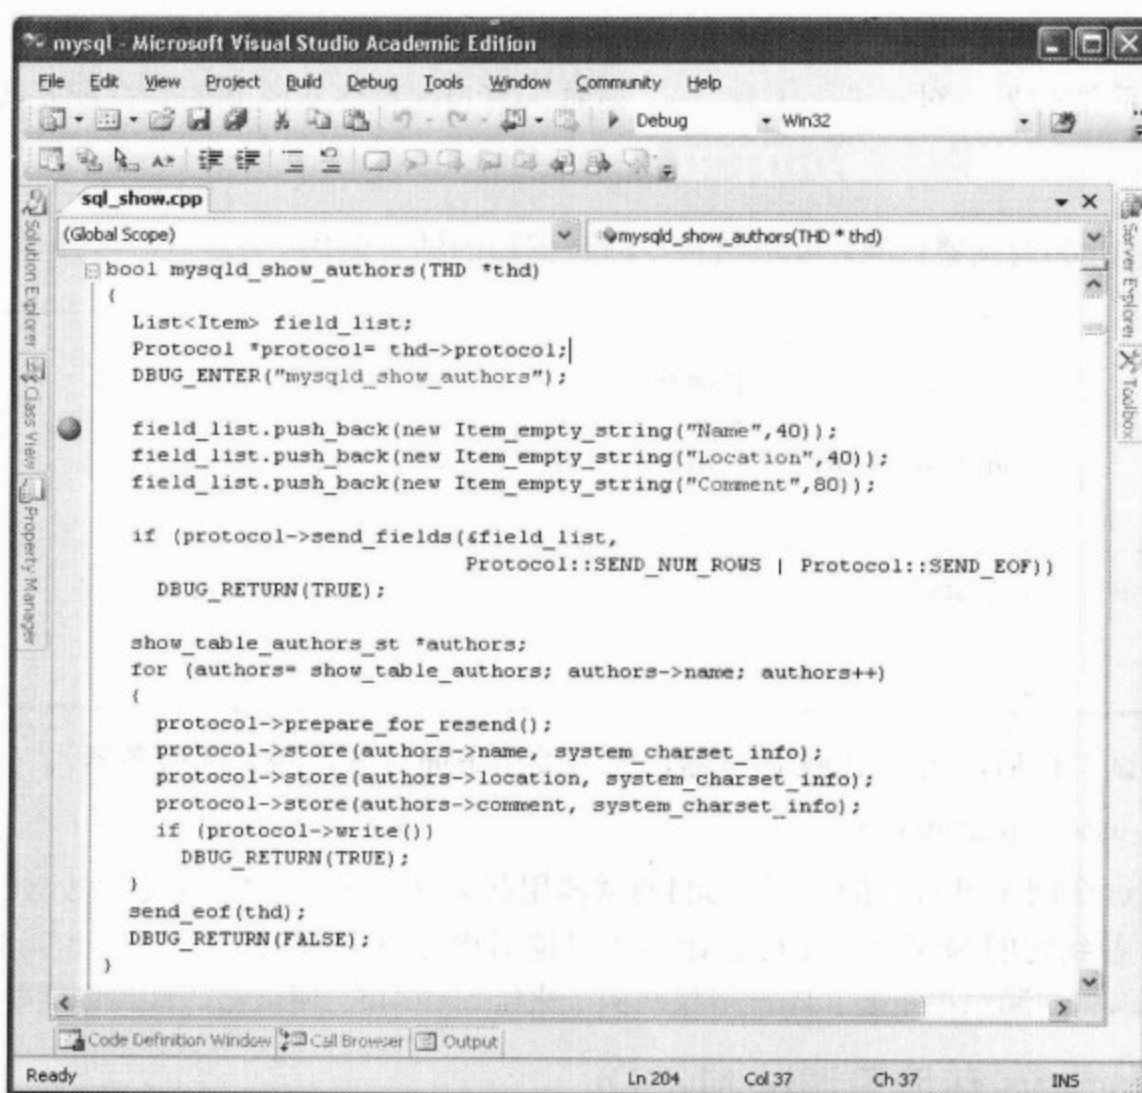 mysql - Microsoft Visual Studio Academic Edition
File Edit View Project Build Debug Tools Window Community Help
Debug Win32
sql_show.cpp
(Global Scope) mysqld_show_authors(THD * thd)
Solution Explorer
Class View
Property Manager
Server Explorer
Toolbox
bool mysqld_show_authors(THD *thd)
{
  List<Item> field_list;
  Protocol *protocol= thd->protocol;
  DBUG_ENTER("mysqld_show_authors");
  field_list.push_back(new Item_empty_string("Name",40));
  field_list.push_back(new Item_empty_string("Location",40));
  field_list.push_back(new Item_empty_string("Comment",80));
  if (protocol->send_fields(&field_list,
                            Protocol::SEND_NUM_ROWS | Protocol::SEND_EOF))
    DBUG_RETURN(TRUE);
  show_table_authors_st *authors;
  for (authors= show_table_authors; authors->name; authors++)
  {
    protocol->prepare_for_resend();
    protocol->store(authors->name, system_charset_info);
    protocol->store(authors->location, system_charset_info);
    protocol->store(authors->comment, system_charset_info);
    if (protocol->write())
      DBUG_RETURN(TRUE);
  }
  send_eof(thd);
  DBUG_RETURN(FALSE);
}
Code Definition Window Call Browser Output
Ready Ln 204 Col 37 Ch 37 INS